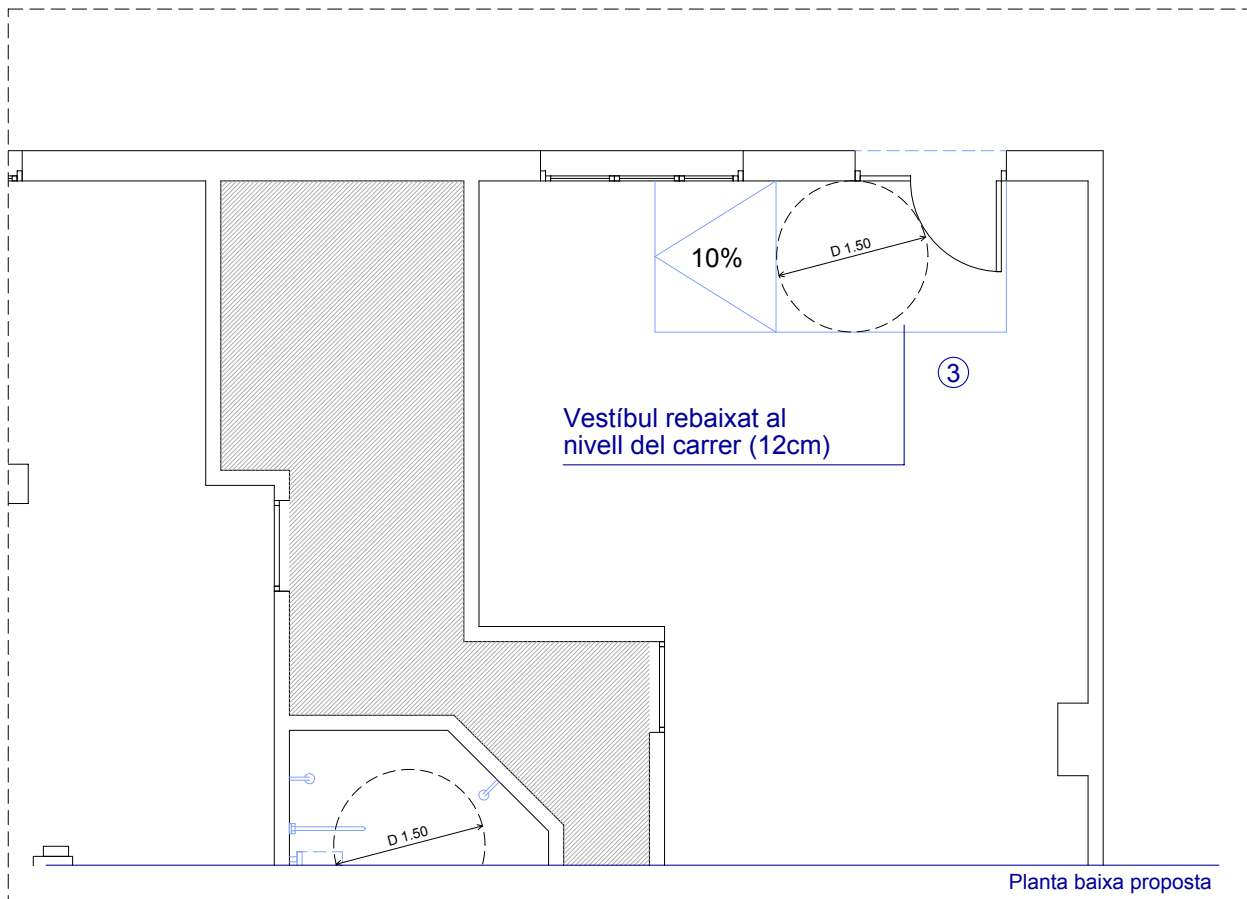 10%
D 1.50
3
Vestíbul rebaixat al
nivell del carrer (12cm)
D 1.50
Planta baixa proposta